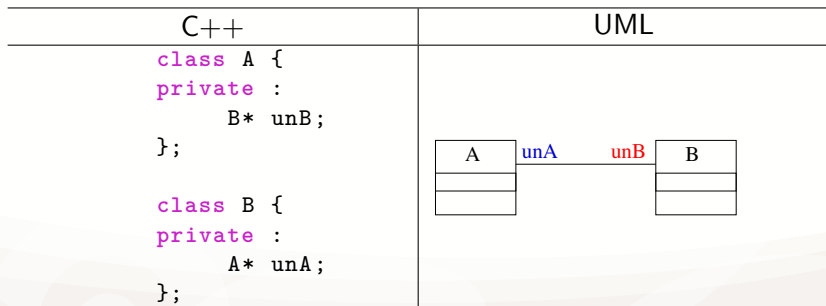 C++ UML
class A {
private :
B* unB;
};
class B {
private :
A* unA;
};
A unA unB B